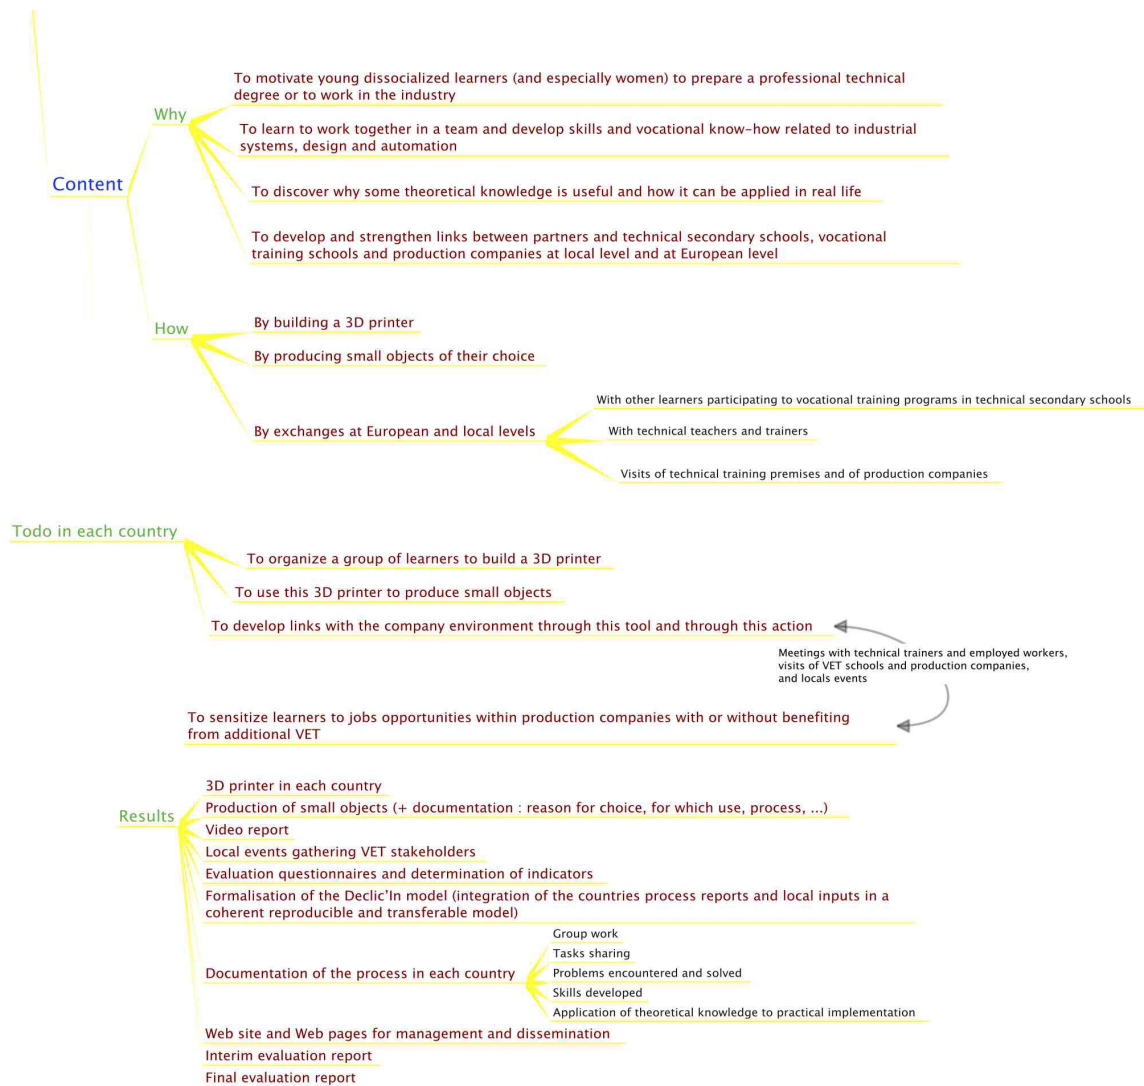 Content
Why
To motivate young dissocialized learners (and especially women) to prepare a professional technical
degree or to work in the industry
To learn to work together in a team and develop skills and vocational know-how related to industrial
systems, design and automation
To discover why some theoretical knowledge is useful and how it can be applied in real life
To develop and strengthen links between partners and technical secondary schools, vocational
training schools and production companies at local level and at European level
How
By building a 3D printer
By producing small objects of their choice
By exchanges at European and local levels
With other learners participating to vocational training programs in technical secondary schools
With technical teachers and trainers
Visits of technical training premises and of production companies
Todo in each country
To organize a group of learners to build a 3D printer
To use this 3D printer to produce small objects
To develop links with the company environment through this tool and through this action
Meetings with technical trainers and employed workers,
visits of VET schools and production companies,
and locals events
To sensitize learners to jobs opportunities within production companies with or without benefiting
from additional VET
Results
3D printer in each country
Production of small objects (+ documentation : reason for choice, for which use, process, ...)
Video report
Local events gathering VET stakeholders
Evaluation questionnaires and determination of indicators
Formalisation of the Declic'In model (integration of the countries process reports and local inputs in a
coherent reproducible and transferable model)
Documentation of the process in each country
Group work
Tasks sharing
Problems encountered and solved
Skills developed
Application of theoretical knowledge to practical implementation
Web site and Web pages for management and dissemination
Interim evaluation report
Final evaluation report